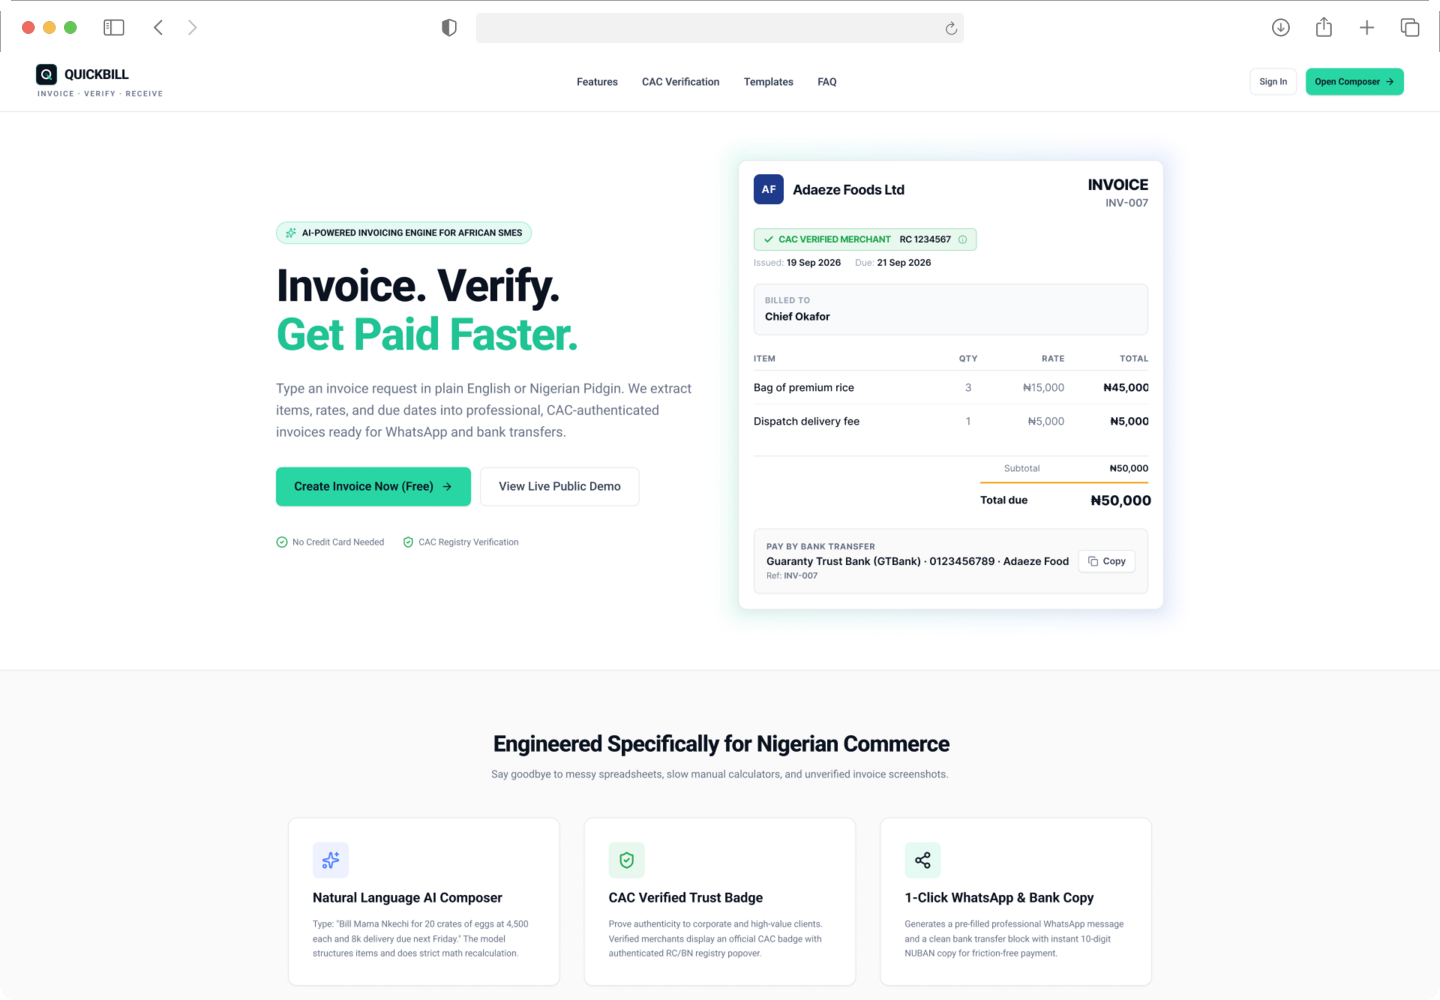 QUICKBILL
INVOICE · VERIFY · RECEIVE
Features
CAC Verification
Templates
FAQ
Sign In
Open Composer
AI-POWERED INVOICING ENGINE FOR AFRICAN SMES
Invoice. Verify.
Get Paid Faster.
Type an invoice request in plain English or Nigerian Pidgin. We extract
items, rates, and due dates into professional, CAC-authenticated
invoices ready for WhatsApp and bank transfers.
Create Invoice Now (Free)
View Live Public Demo
No Credit Card Needed
CAC Registry Verification
AF
Adaeze Foods Ltd
INVOICE
INV-007
CAC VERIFIED MERCHANT RC 1234567
Issued: 19 Sep 2026 Due: 21 Sep 2026
BILLED TO
Chief Okafor
ITEM QTY RATE TOTAL
Bag of premium rice 3 ₦15,000 ₦45,000
Dispatch delivery fee 1 ₦5,000 ₦5,000
Subtotal ₦50,000
Total due ₦50,000
PAY BY BANK TRANSFER
Guaranty Trust Bank (GTBank) · 0123456789 · Adaeze Food
Ref: INV-007
Copy
Engineered Specifically for Nigerian Commerce
Say goodbye to messy spreadsheets, slow manual calculators, and unverified invoice screenshots.
Natural Language AI Composer
Type: "Bill Mama Nkechi for 20 crates of eggs at 4,500
each and 8k delivery due next Friday." The model
structures items and does strict math recalculation.
CAC Verified Trust Badge
Prove authenticity to corporate and high-value clients.
Verified merchants display an official CAC badge with
authenticated RC/BN registry popover.
1-Click WhatsApp & Bank Copy
Generates a pre-filled professional WhatsApp message
and a clean bank transfer block with instant 10-digit
NUBAN copy for friction-free payment.